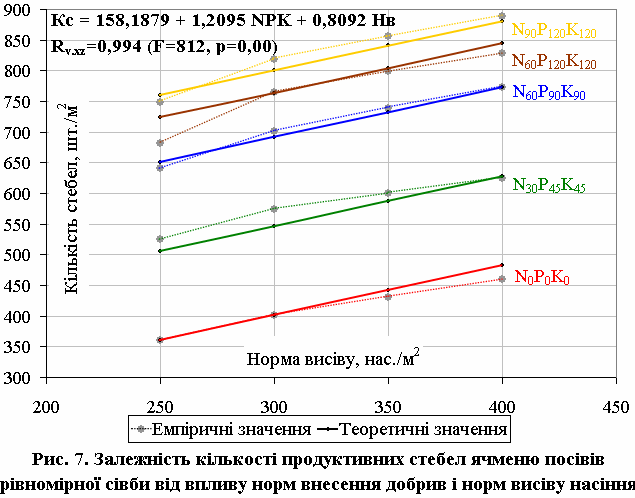 Кс = 158,1879 + 1,2095 NPK + 0,8092 Нв
Rv.xz=0,994 (F=812, p=0,00)
900
850
800
750
700
650
600
550
500
450
400
350
300
Кількість стебел, шт./м²
N90P120K120
N60P120K120
N60P90K90
N30P45K45
N0P0K0
Норма висіву, нас./м²
200 250 300 350 400 450
Емпіричні значення Теоретичні значення
Рис. 7. Залежність кількості продуктивних стебел ячменю посівів
рівномірної сівби від впливу норм внесення добрив і норм висіву насіння